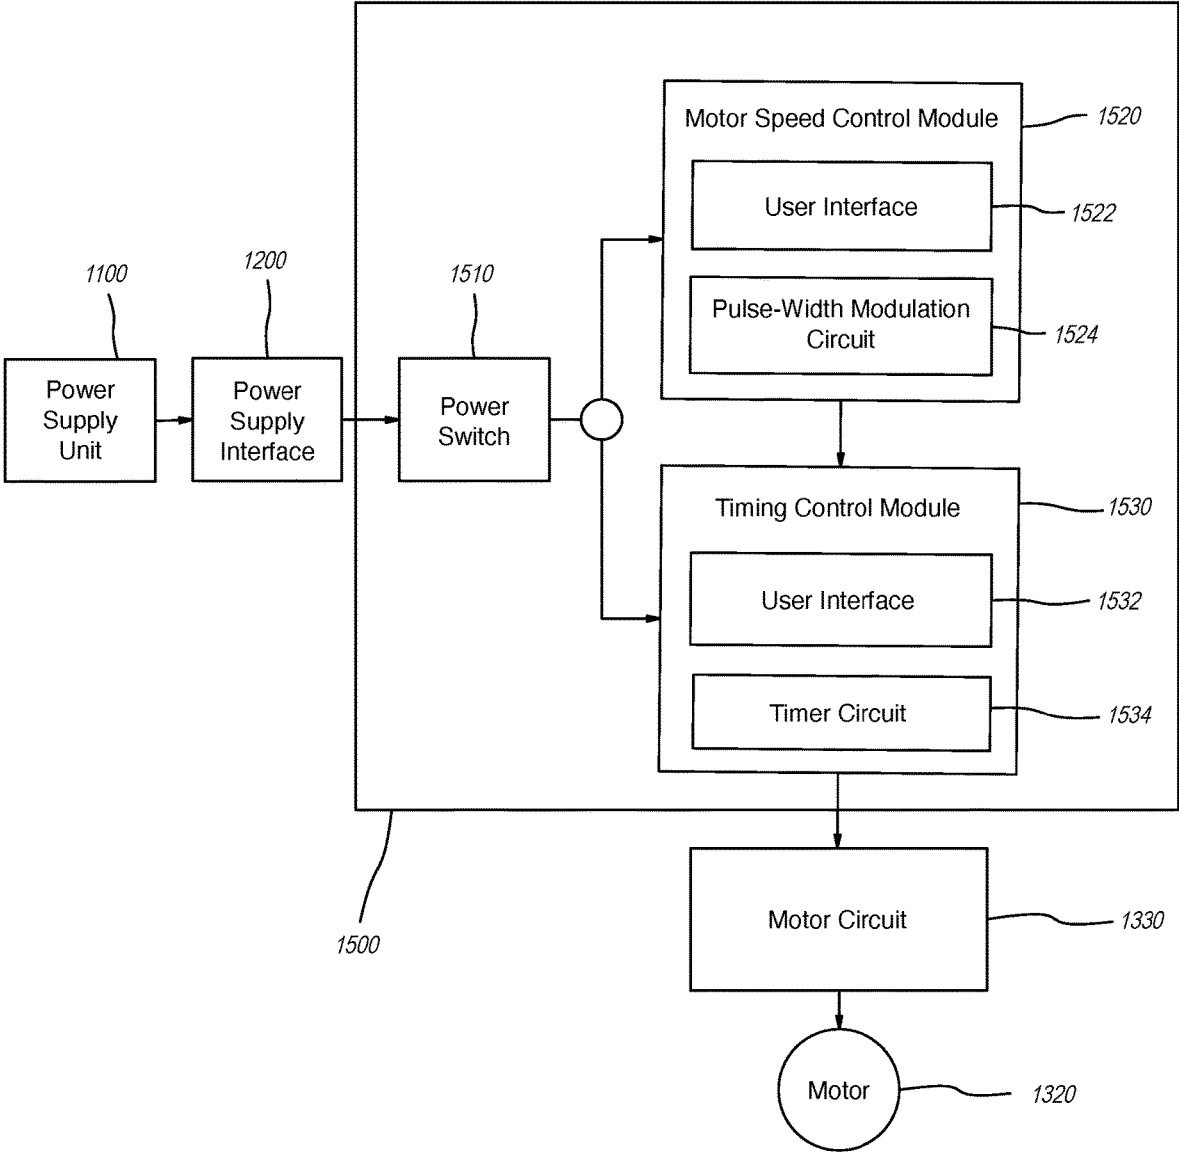 Motor Speed Control Module
1520
User Interface
1522
Pulse-Width Modulation
Circuit
1524
1100
1200
1510
Power
Supply
Unit
Power
Supply
Interface
Power
Switch
Timing Control Module
1530
User Interface
1532
Timer Circuit
1534
1500
Motor Circuit
1330
Motor
1320